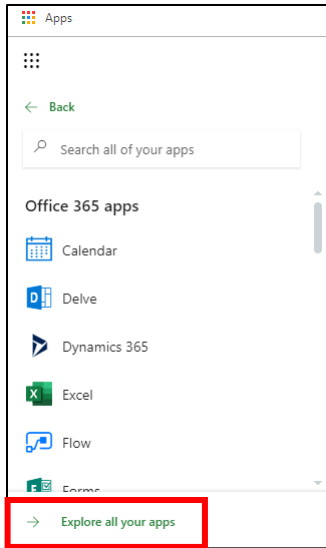 Apps
Back
Search all of your apps
Office 365 apps
Calendar
Delve
Dynamics 365
Excel
Flow
Forms
Explore all your apps